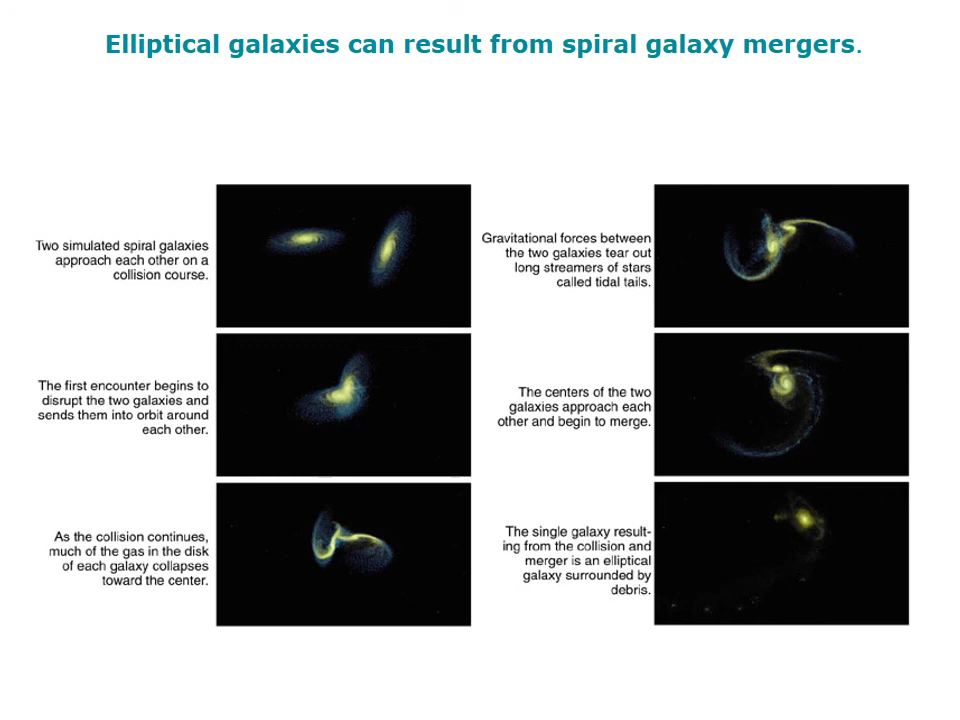 Elliptical galaxies can result from spiral galaxy mergers.
Two simulated spiral galaxies
approach each other on a
collision course.
The first encounter begins to
disrupt the two galaxies and
sends them into orbit around
each other.
As the collision continues,
much of the gas in the disk
of each galaxy collapses
toward the center.
Gravitational forces between
the two galaxies tear out
long streamers of stars
called tidal tails.
The centers of the two
galaxies approach each
other and begin to merge.
The single galaxy result-
ing from the collision and
merger is an elliptical
galaxy surrounded by
debris.